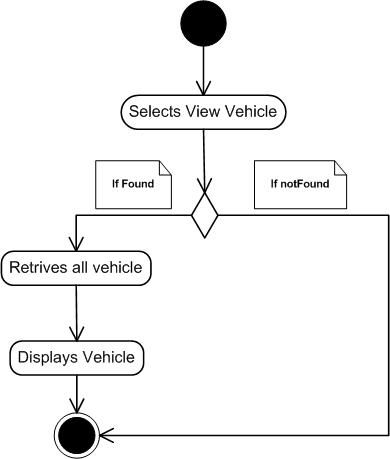 Selects View Vehicle
If Found
If notFound
Retrives all vehicle
Displays Vehicle